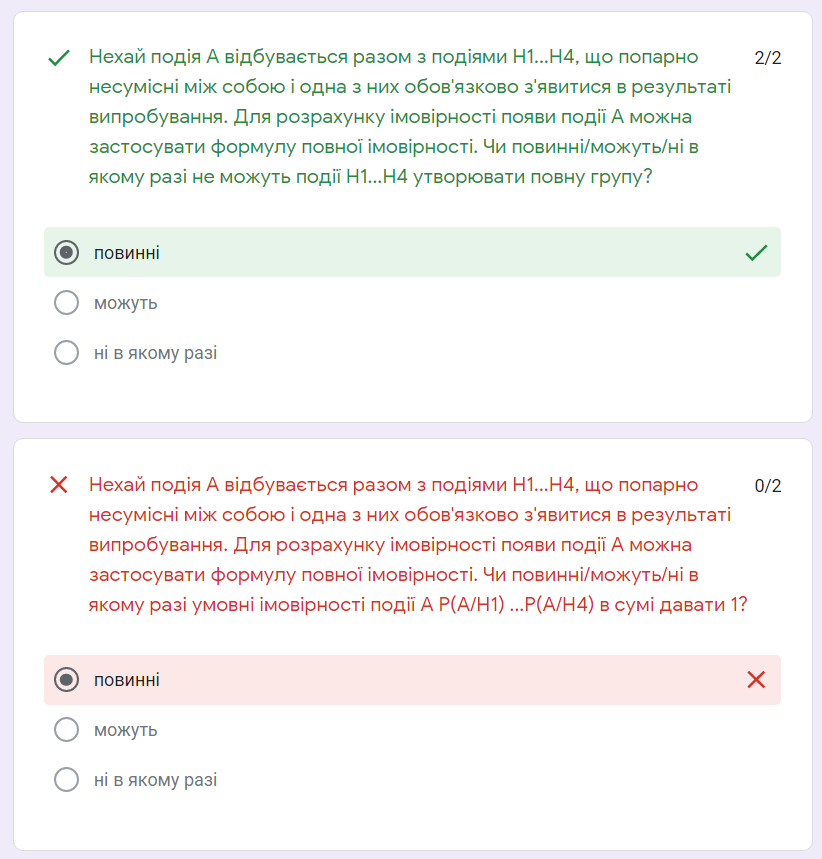 Нехай подія А відбувається разом з подіями Н1...Н4, що попарно 2/2
несумісні між собою і одна з них обов'язково з'явитися в результаті
випробування. Для розрахунку імовірності появи події А можна
застосувати формулу повної імовірності. Чи повинні/можуть/ні в
якому разі не можуть події Н1...Н4 утворювати повну групу?
повинні
можуть
ні в якому разі
Нехай подія А відбувається разом з подіями Н1...Н4, що попарно 0/2
несумісні між собою і одна з них обов'язково з'явитися в результаті
випробування. Для розрахунку імовірності появи події А можна
застосувати формулу повної імовірності. Чи повинні/можуть/ні в
якому разі умовні імовірності події А Р(А/Н1) ...Р(А/Н4) в сумі давати 1?
повинні
можуть
ні в якому разі